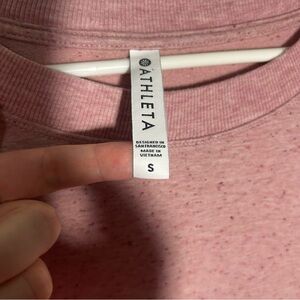 ATHLETA
DESIGNED IN
SAN FRANCISCO
MADE IN
VIETNAM
S